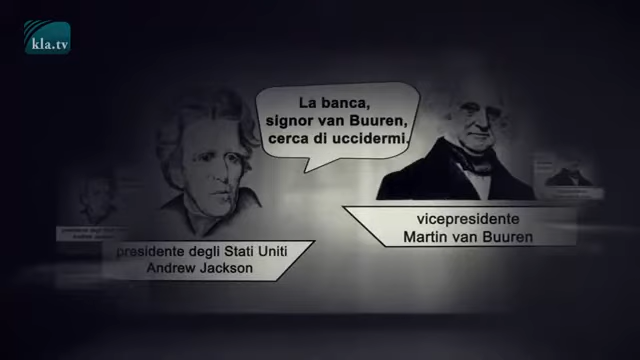 kla.tv
La banca,
signor van Buuren,
cerca di uccidermi.
vicepresidente
Martin van Buuren
presidente degli Stati Uniti
Andrew Jackson